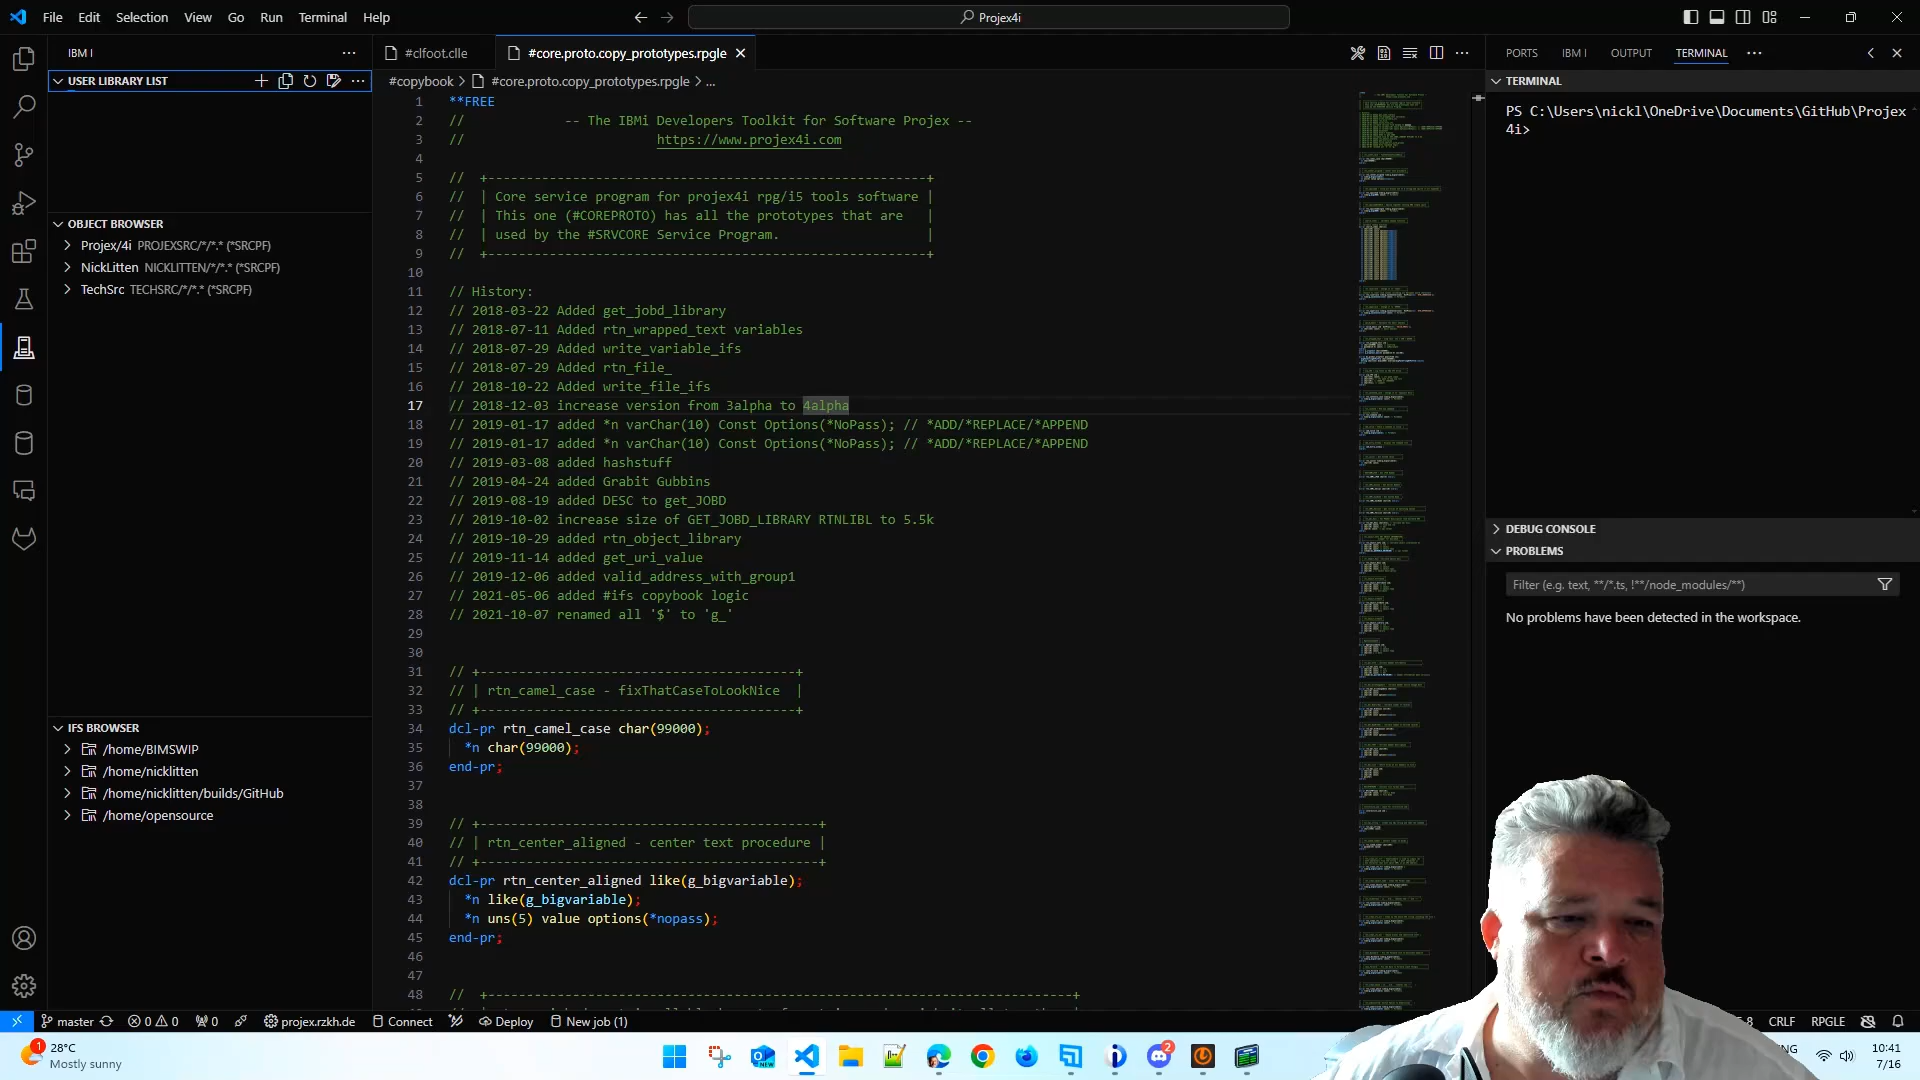 File Edit Selection View Go Run Terminal Help
Projex4i
IBM I
USER LIBRARY LIST
OBJECT BROWSER
Projex/4i PROJEXSRC/*/*.* (*SRCPF)
NickLitten NICKLITTEN/*/*.* (*SRCPF)
TechSrc TECHSRC/*/*.* (*SRCPF)
IFS BROWSER
/home/BIMSWIP
/home/nicklitten
/home/nicklitten/builds/GitHub
/home/opensource
#clfoot.clle
#core.proto.copy_prototypes.rpgle
#copybook > #core.proto.copy_prototypes.rpgle > ...
1 **FREE
2 // -- The IBMi Developers Toolkit for Software Projex --
3 // https://www.projex4i.com
4
5 // +---------------------------------------------------------+
6 // | Core service program for projex4i rpg/i5 tools software |
7 // | This one (#COREPROTO) has all the prototypes that are |
8 // | used by the #SRVCORE Service Program. |
9 // +---------------------------------------------------------+
10
11 // History:
12 // 2018-03-22 Added get_jobd_library
13 // 2018-07-11 Added rtn_wrapped_text variables
14 // 2018-07-29 Added write_variable_ifs
15 // 2018-07-29 Added rtn_file_
16 // 2018-10-22 Added write_file_ifs
17 // 2018-12-03 increase version from 3alpha to 4alpha
18 // 2019-01-17 added *n varChar(10) Const Options(*NoPass); // *ADD/*REPLACE/*APPEND
19 // 2019-01-17 added *n varChar(10) Const Options(*NoPass); // *ADD/*REPLACE/*APPEND
20 // 2019-03-08 added hashstuff
21 // 2019-04-24 added Grabit Gubbins
22 // 2019-08-19 added DESC to get_JOBD
23 // 2019-10-02 increase size of GET_JOBD_LIBRARY RTNLIBL to 5.5k
24 // 2019-10-29 added rtn_object_library
25 // 2019-11-14 added get_uri_value
26 // 2019-12-06 added valid_address_with_group1
27 // 2021-05-06 added #ifs copybook logic
28 // 2021-10-07 renamed all '$' to 'g_'
29
30
31 // +-----------------------------------------+
32 // | rtn_camel_case - fixThatCaseToLookNice |
33 // +-----------------------------------------+
34 dcl-pr rtn_camel_case char(99000);
35 *n char(99000);
36 end-pr;
37
38
39 // +--------------------------------------------+
40 // | rtn_center_aligned - center text procedure |
41 // +--------------------------------------------+
42 dcl-pr rtn_center_aligned like(g_bigvariable);
43 *n like(g_bigvariable);
44 *n uns(5) value options(*nopass);
45 end-pr;
46
47
48 // +----------------------------------------------------------------------------+
PORTS IBM I OUTPUT TERMINAL
TERMINAL
PS C:\Users\nickl\OneDrive\Documents\GitHub\Projex
4i>
DEBUG CONSOLE
PROBLEMS
Filter (e.g. text, **/*.ts, !**/node_modules/**)
No problems have been detected in the workspace.
master 0 0 0 projex.rzkh.de Connect Deploy New job (1)
CRLF RPGLE
1
28°C
Mostly sunny
NEW
2
10:41
7/16